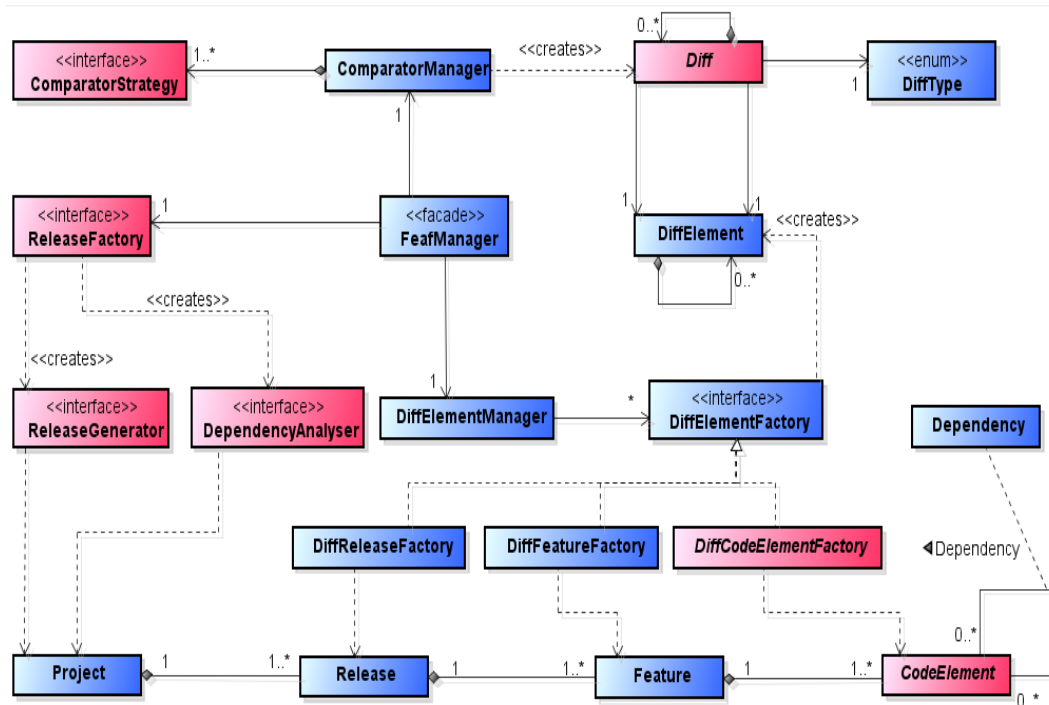 0..*
<<interface>>
ComparatorStrategy
1..*
ComparatorManager
<<creates>>
Diff
1
<<enum>>
DiffType
1
<<interface>>
ReleaseFactory
1
<<facade>>
FeafManager
1
1
<<creates>>
DiffElement
0..*
<<creates>>
<<creates>>
1
<<interface>>
ReleaseGenerator
<<interface>>
DependencyAnalyser
DiffElementManager
*
<<interface>>
DiffElementFactory
Dependency
DiffReleaseFactory
DiffFeatureFactory
DiffCodeElementFactory
Dependency
0..*
Project
1
1..*
Release
1
1..*
Feature
1
1..*
CodeElement
0..*